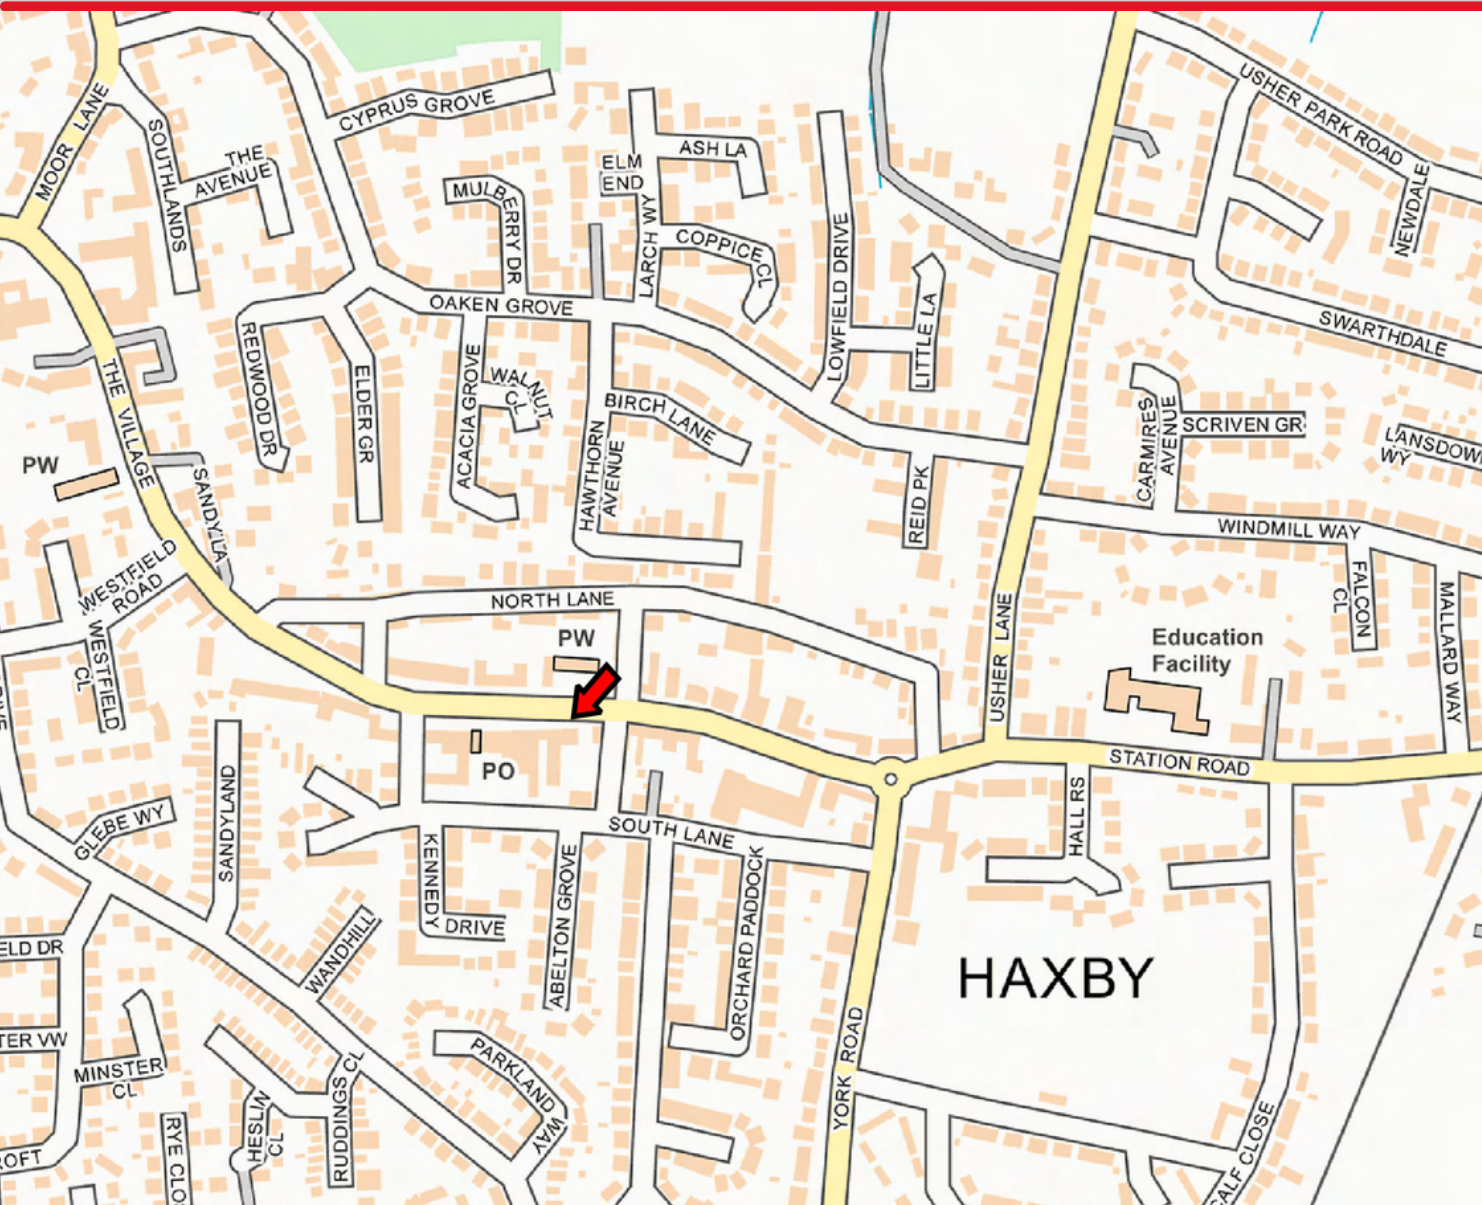 USHER PARK ROAD
CYPRUS GROVE
MOOR LANE
SOUTHLANDS
THE
AVENUE
ASH LA
ELM
END
MULBERRY DR
LARCH WY
COPPICE CL
NEWDALE
LOWFIELD DRIVE
LITTLE LA
OAKEN GROVE
SWARTHDALE
REDWOOD DR
ELDER GR
ACACIA GROVE
WALNUT
CL
BIRCH LANE
HAWTHORN
AVENUE
THE VILLAGE
CARMIRES
AVENUE
SCRIVEN GR
LANSDOW
WY
PW
SANDY LA
REID PK
WINDMILL WAY
WESTFIELD
ROAD
WESTFIELD
CL
NORTH LANE
PW
USHER LANE
Education
Facility
FALCON
CL
MALLARD WAY
RIVE
STATION ROAD
PO
SANDYLAND
GLEBE WY
HALL RS
SOUTH LANE
KENNEDY
DRIVE
ABELTON GROVE
ORCHARD PADDOCK
WANDHILL
ELD DR
HAXBY
TER VW
MINSTER
CL
PARKLAND WAY
YORK ROAD
RUDDINGS CL
HESLIN
CL
RYE CLO
ROFT
CALF CLOSE